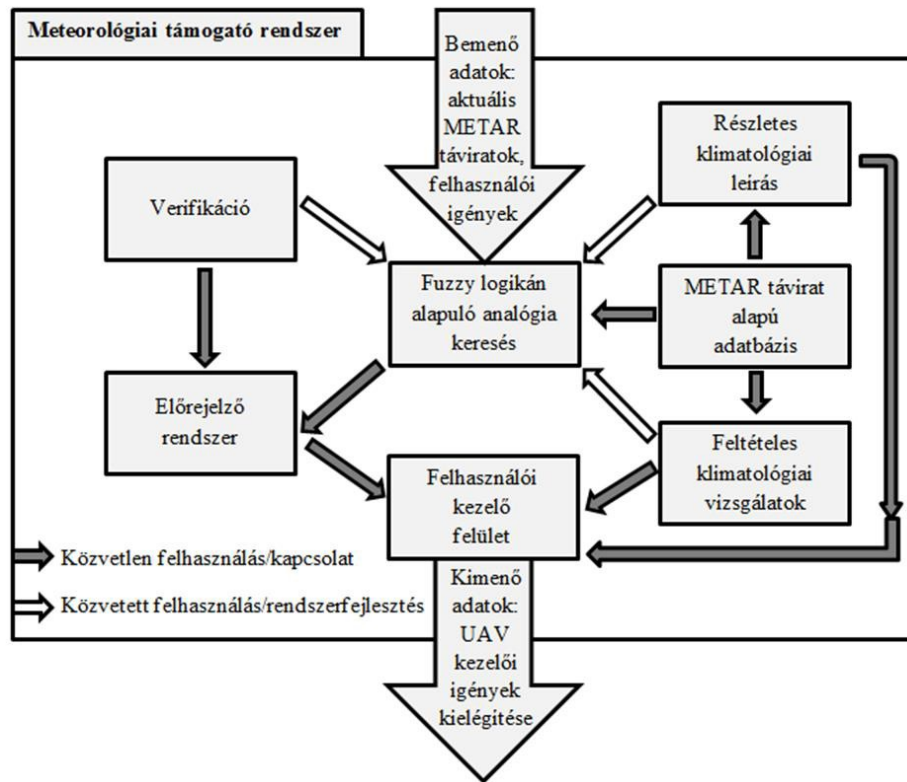 Meteorológiai támogató rendszer
Bemenő
adatok:
aktuális
METAR
táviratok,
felhasználói
igények
Részletes
klimatológiai
leírás
Verifikáció
Fuzzy logikán
alapuló analógia
keresés
METAR távirat
alapú
adatbázis
Előrejelző
rendszer
Felhasználói
kezelő
felület
Feltételes
klimatológiai
vizsgálatok
Közvetlen felhasználás/kapcsolat
Közvetett felhasználás/rendszerfejlesztés
Kimenő
adatok:
UAV
kezelői
igények
kielégítése